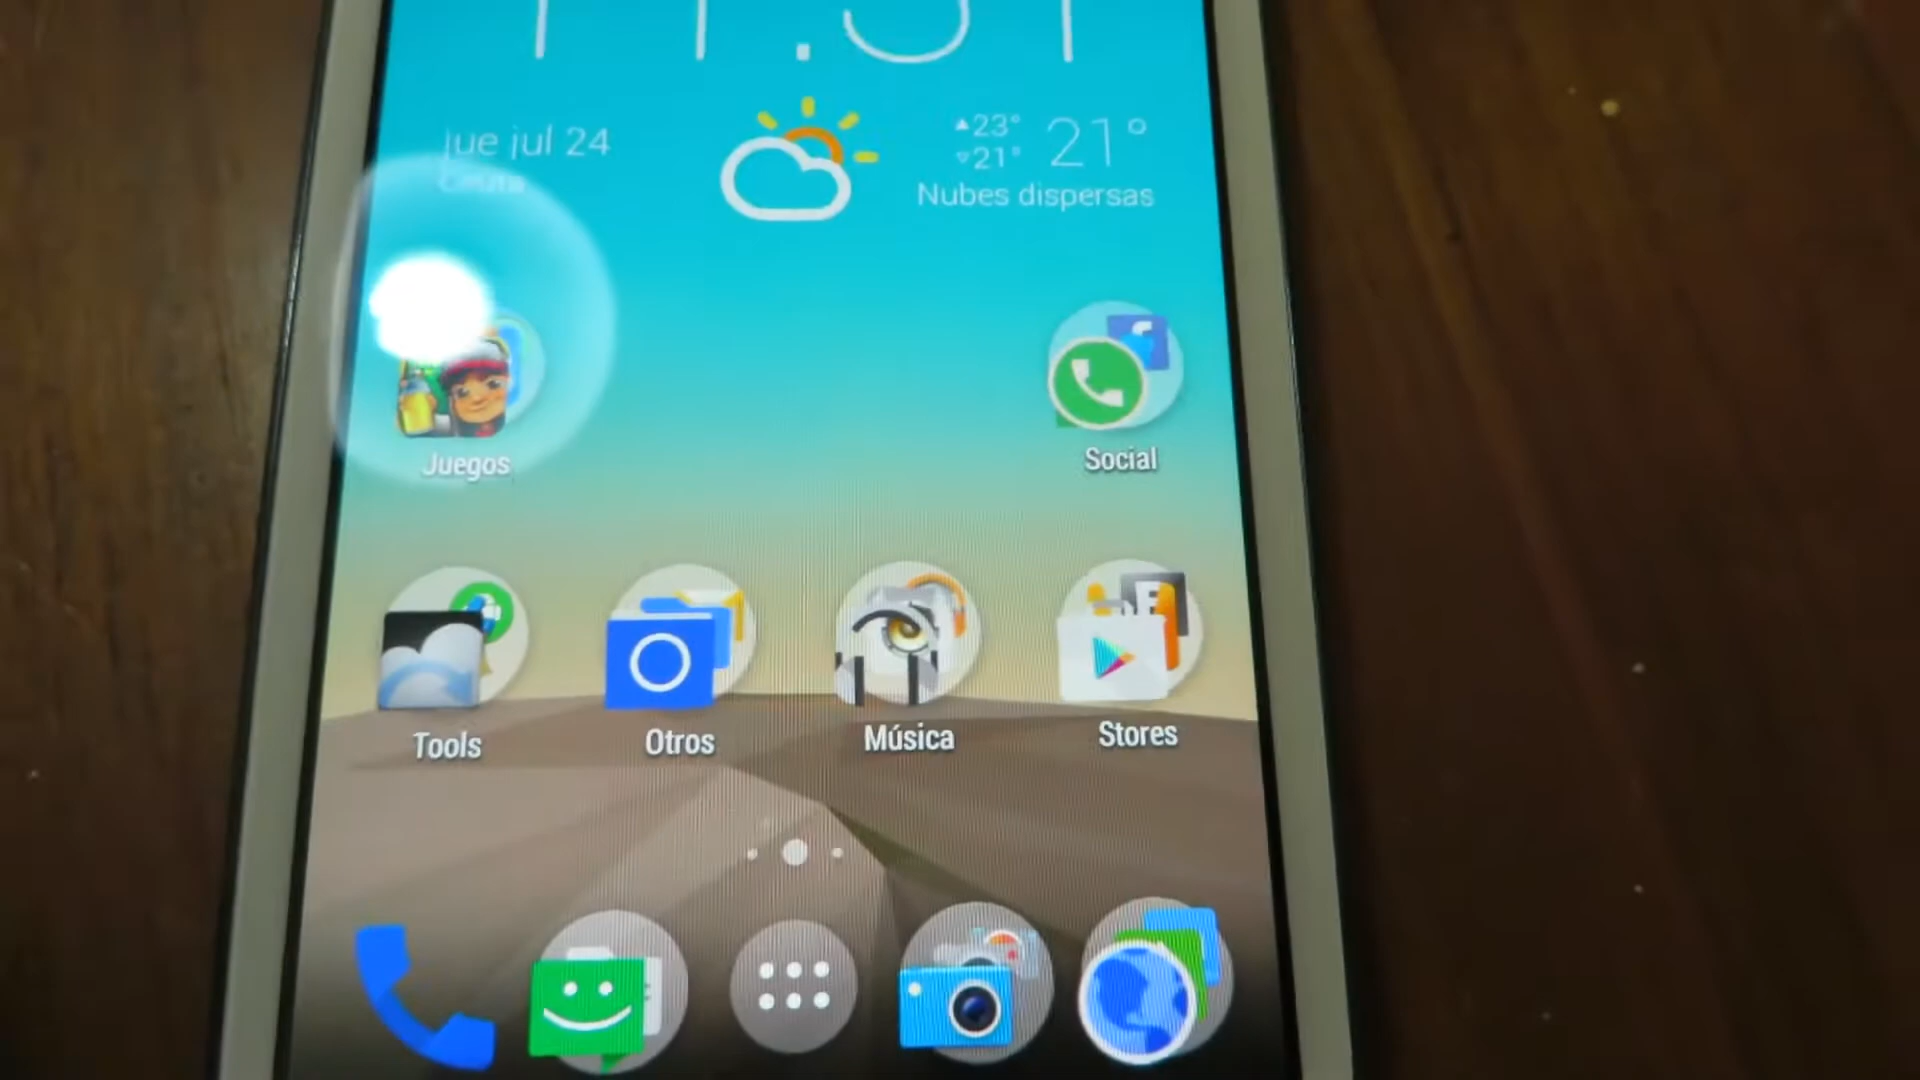 jue jul 24
23°
21°
21°
Nubes dispersas
Juegos
Social
Tools
Otros
Música
Stores